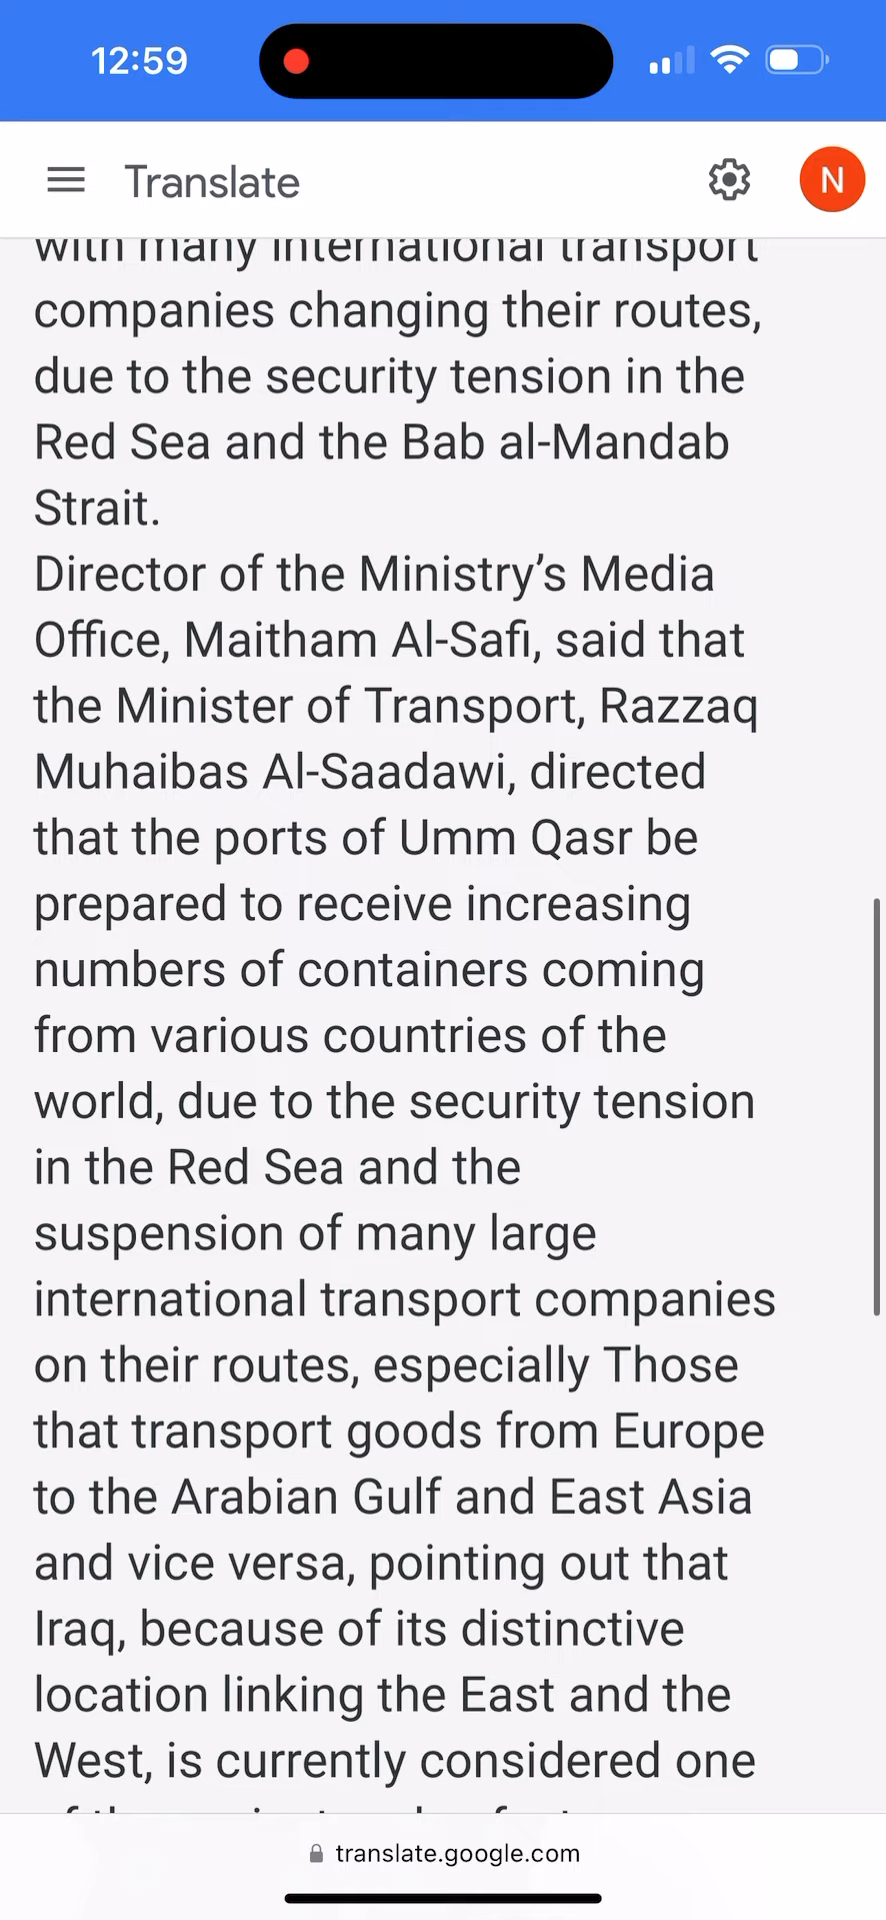 12:59
Translate
N
with many international transport
companies changing their routes,
due to the security tension in the
Red Sea and the Bab al-Mandab
Strait.
Director of the Ministry’s Media
Office, Maitham Al-Safi, said that
the Minister of Transport, Razzaq
Muhaibas Al-Saadawi, directed
that the ports of Umm Qasr be
prepared to receive increasing
numbers of containers coming
from various countries of the
world, due to the security tension
in the Red Sea and the
suspension of many large
international transport companies
on their routes, especially Those
that transport goods from Europe
to the Arabian Gulf and East Asia
and vice versa, pointing out that
Iraq, because of its distinctive
location linking the East and the
West, is currently considered one
translate.google.com